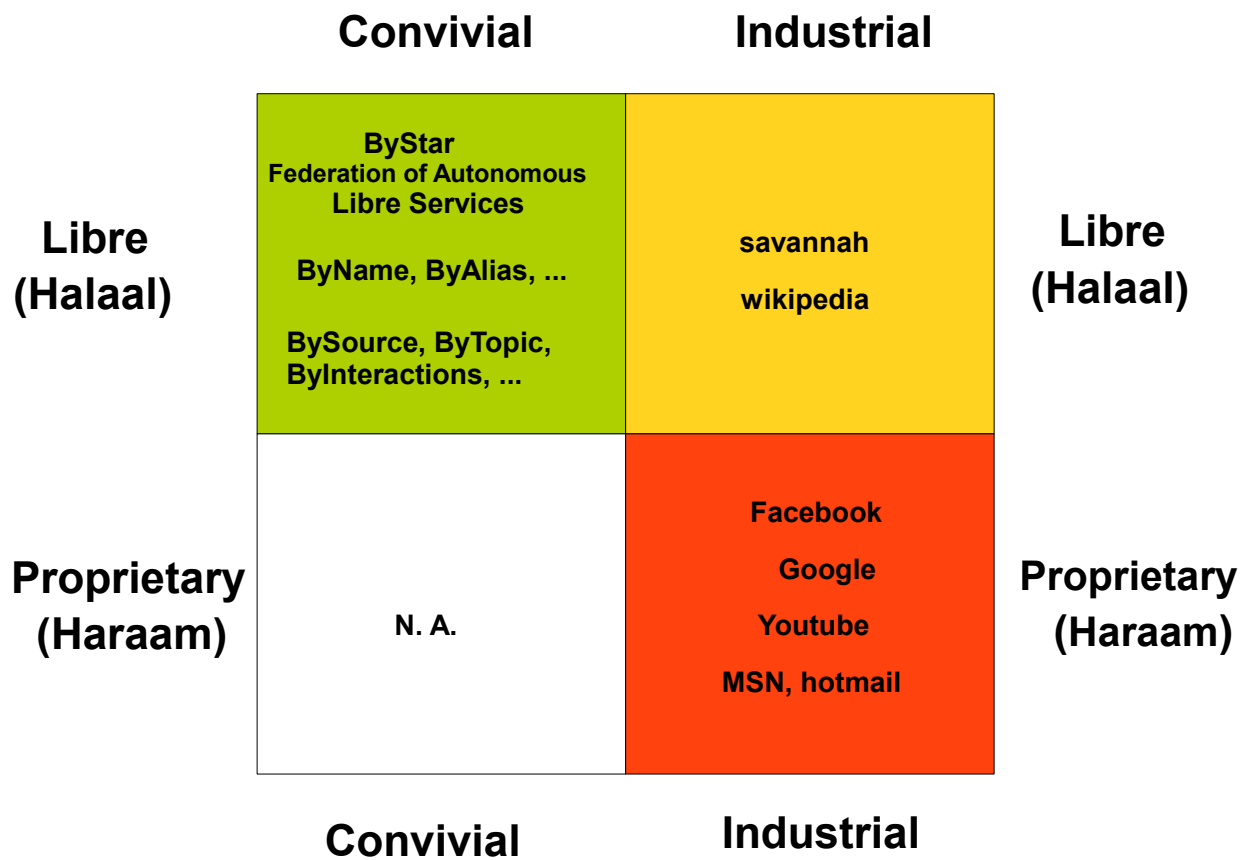 Convivial Industrial
ByStar
Federation of Autonomous
Libre Services
ByName, ByAlias, ...
BySource, ByTopic,
ByInteractions, ...
savannah
wikipedia
Libre
(Halaal)
Libre
(Halaal)
Proprietary
(Haraam)
N. A.
Facebook
Google
Youtube
MSN, hotmail
Proprietary
(Haraam)
Convivial Industrial